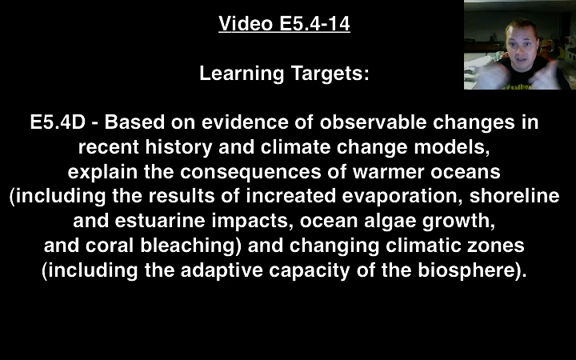 Video E5.4-14
Learning Targets:
E5.4D - Based on evidence of observable changes in
recent history and climate change models,
explain the consequences of warmer oceans
(including the results of increated evaporation, shoreline
and estuarine impacts, ocean algae growth,
and coral bleaching) and changing climatic zones
(including the adaptive capacity of the biosphere).